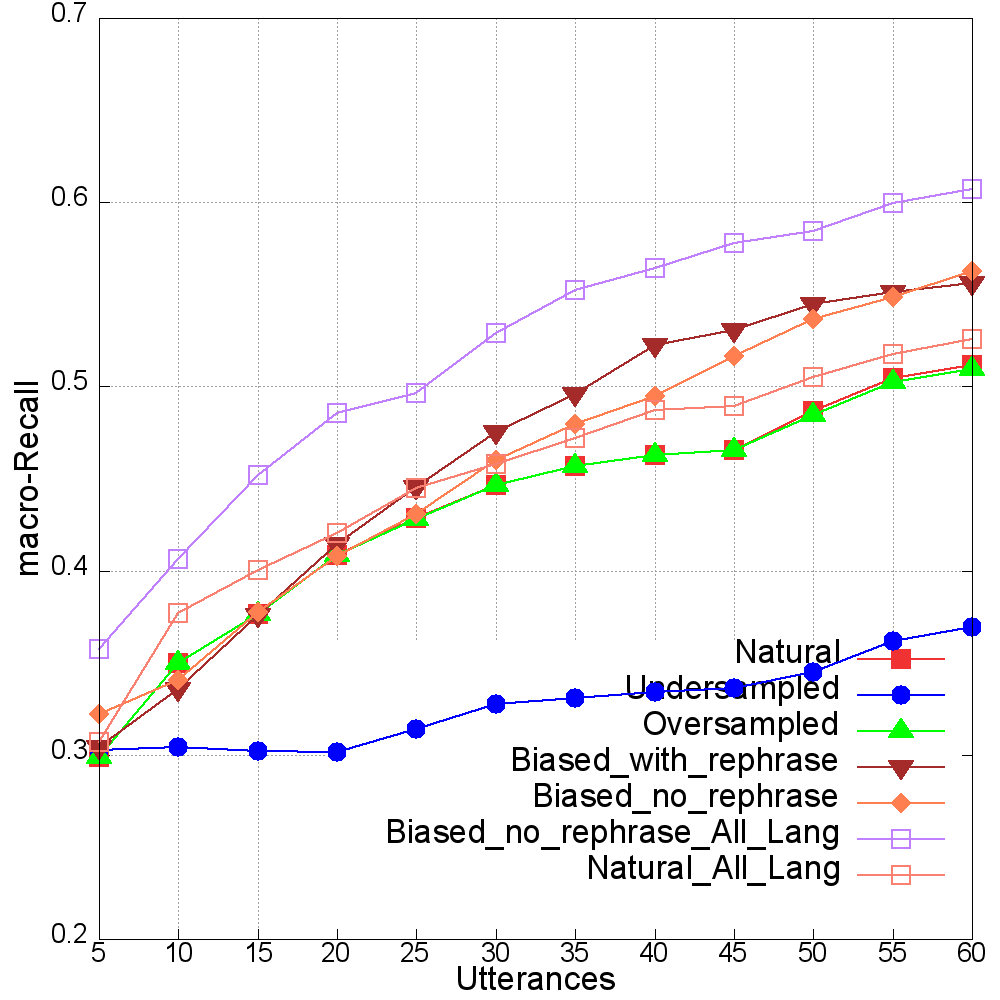 0.7
0.6
0.5
0.4
0.3
0.2
macro-Recall
Natural
Undersampled
Oversampled
Biased_with_rephrase
Biased_no_rephrase
Biased_no_rephrase_All_Lang
Natural_All_Lang
5 10 15 20 25 30 35 40 45 50 55 60
Utterances